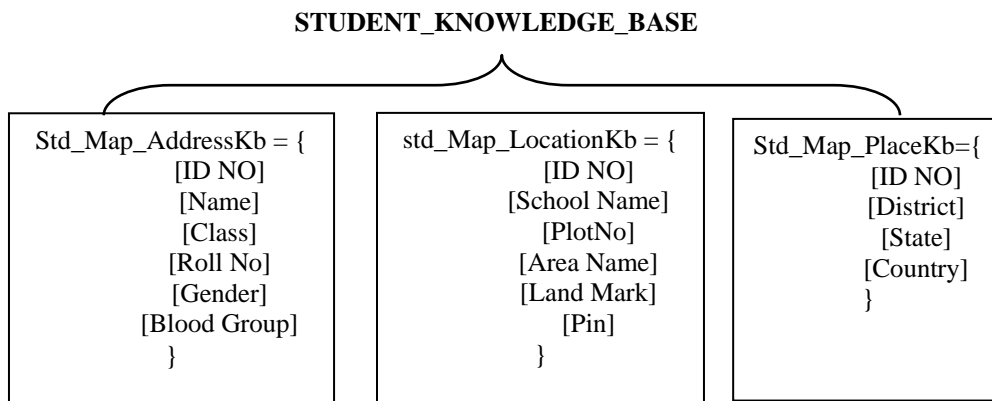 STUDENT_KNOWLEDGE_BASE
Std_Map_AddressKb = {
[ID NO]
[Name]
[Class]
[Roll No]
[Gender]
[Blood Group]
}
std_Map_LocationKb = {
[ID NO]
[School Name]
[PlotNo]
[Area Name]
[Land Mark]
[Pin]
}
Std_Map_PlaceKb={
[ID NO]
[District]
[State]
[Country]
}